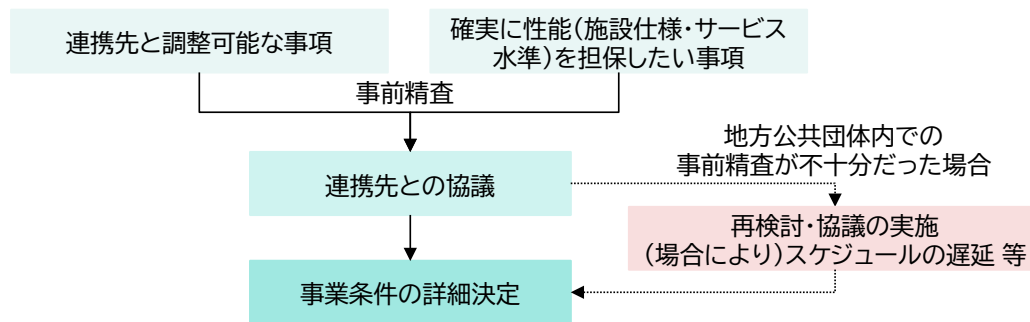 連携先と調整可能な事項
確実に性能(施設仕様・サービス
水準)を担保したい事項
事前精査
地方公共団体内での
事前精査が不十分だった場合
連携先との協議
再検討・協議の実施
(場合により)スケジュールの遅延 等
事業条件の詳細決定